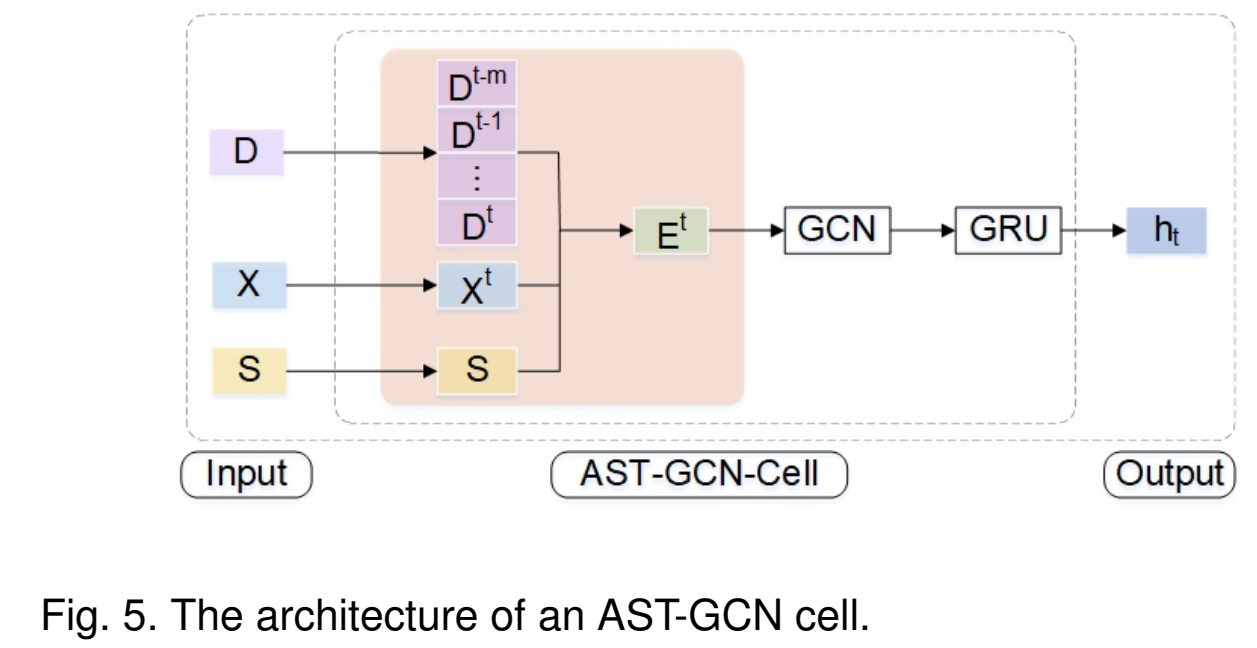 D
X
S
D^{t-m}
D^{t-1}
⋮
D^t
X^t
S
E^t
GCN
GRU
h_t
Input
AST-GCN-Cell
Output
Fig. 5. The architecture of an AST-GCN cell.